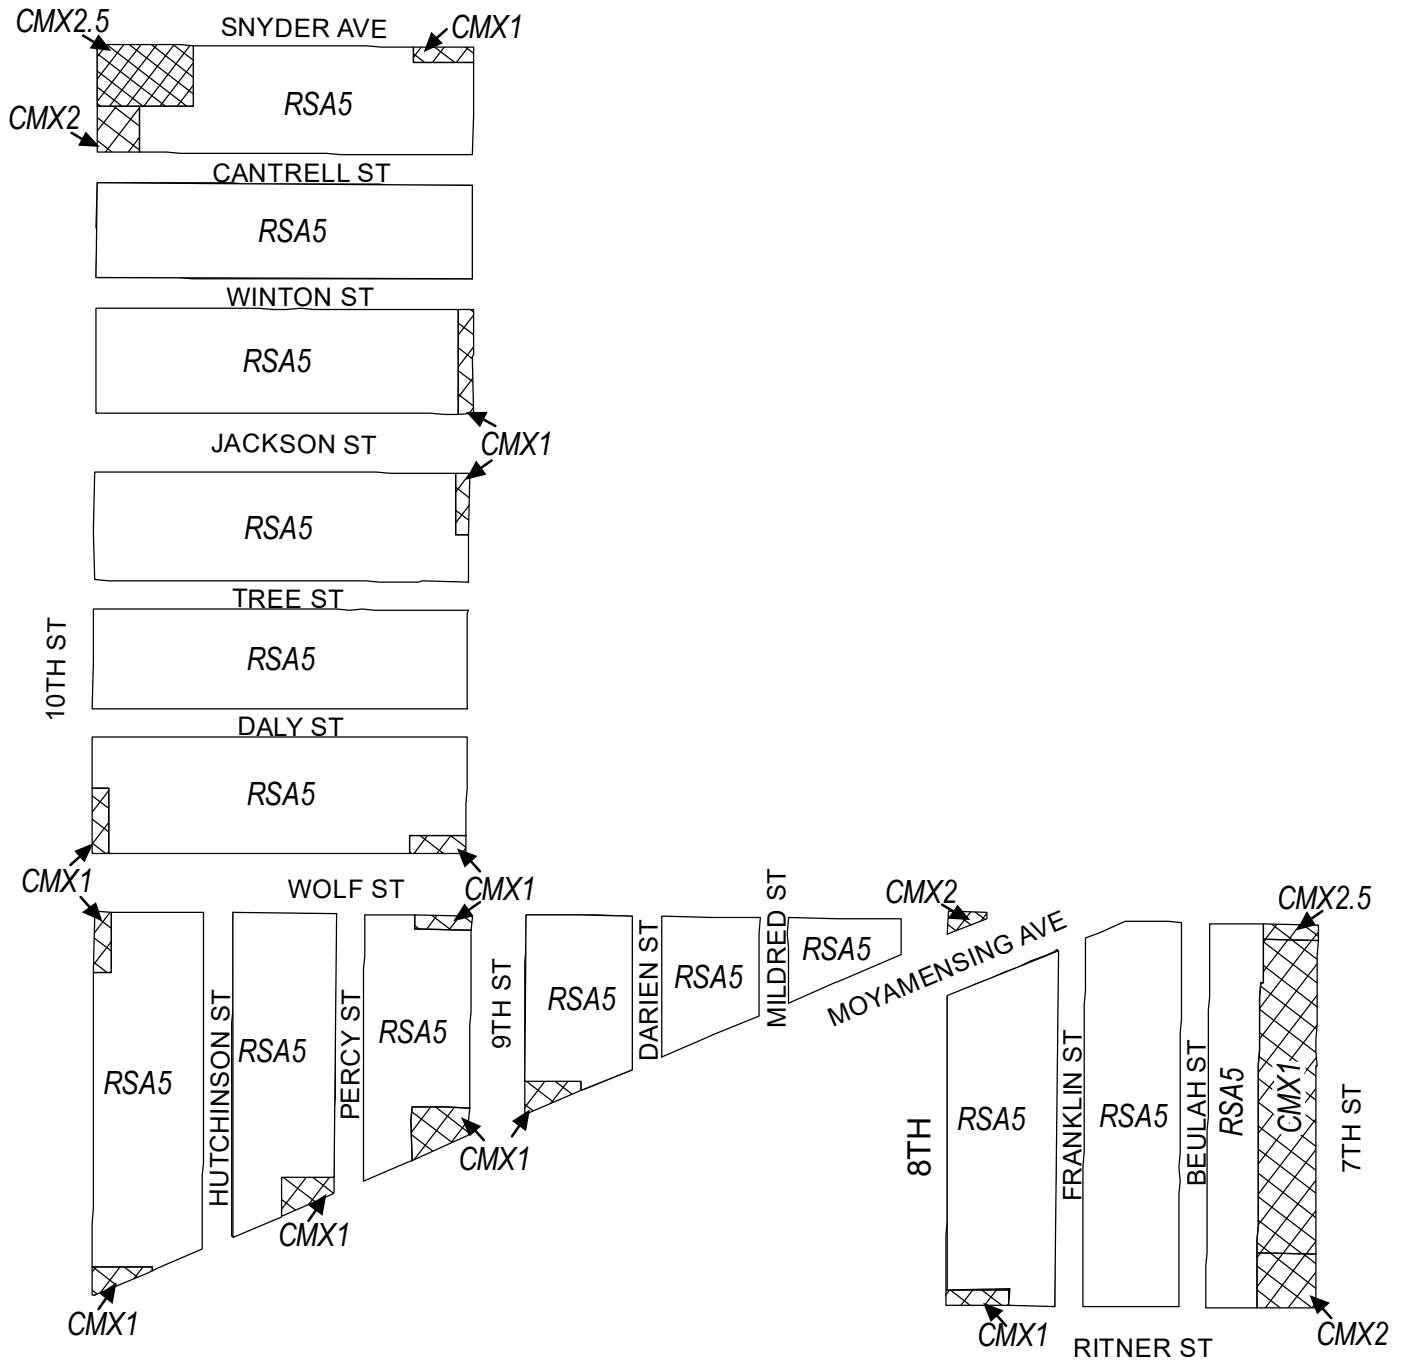 CMX2.5
SNYDER AVE
CMX1
RSA5
CMX2
CANTRELL ST
RSA5
WINTON ST
RSA5
JACKSON ST
CMX1
RSA5
TREE ST
10TH ST
RSA5
DALY ST
RSA5
CMX1
WOLF ST
CMX1
MILDRED ST
CMX2
CMX2.5
RSA5
HUTCHINSON ST
RSA5
PERCY ST
RSA5
9TH ST
RSA5
DARIEN ST
RSA5
RSA5
MOYAMENSING AVE
8TH
RSA5
FRANKLIN ST
RSA5
BEULAH ST
RSA5
CMX1
7TH ST
CMX1
CMX1
CMX1
CMX1
CMX2
RITNER ST